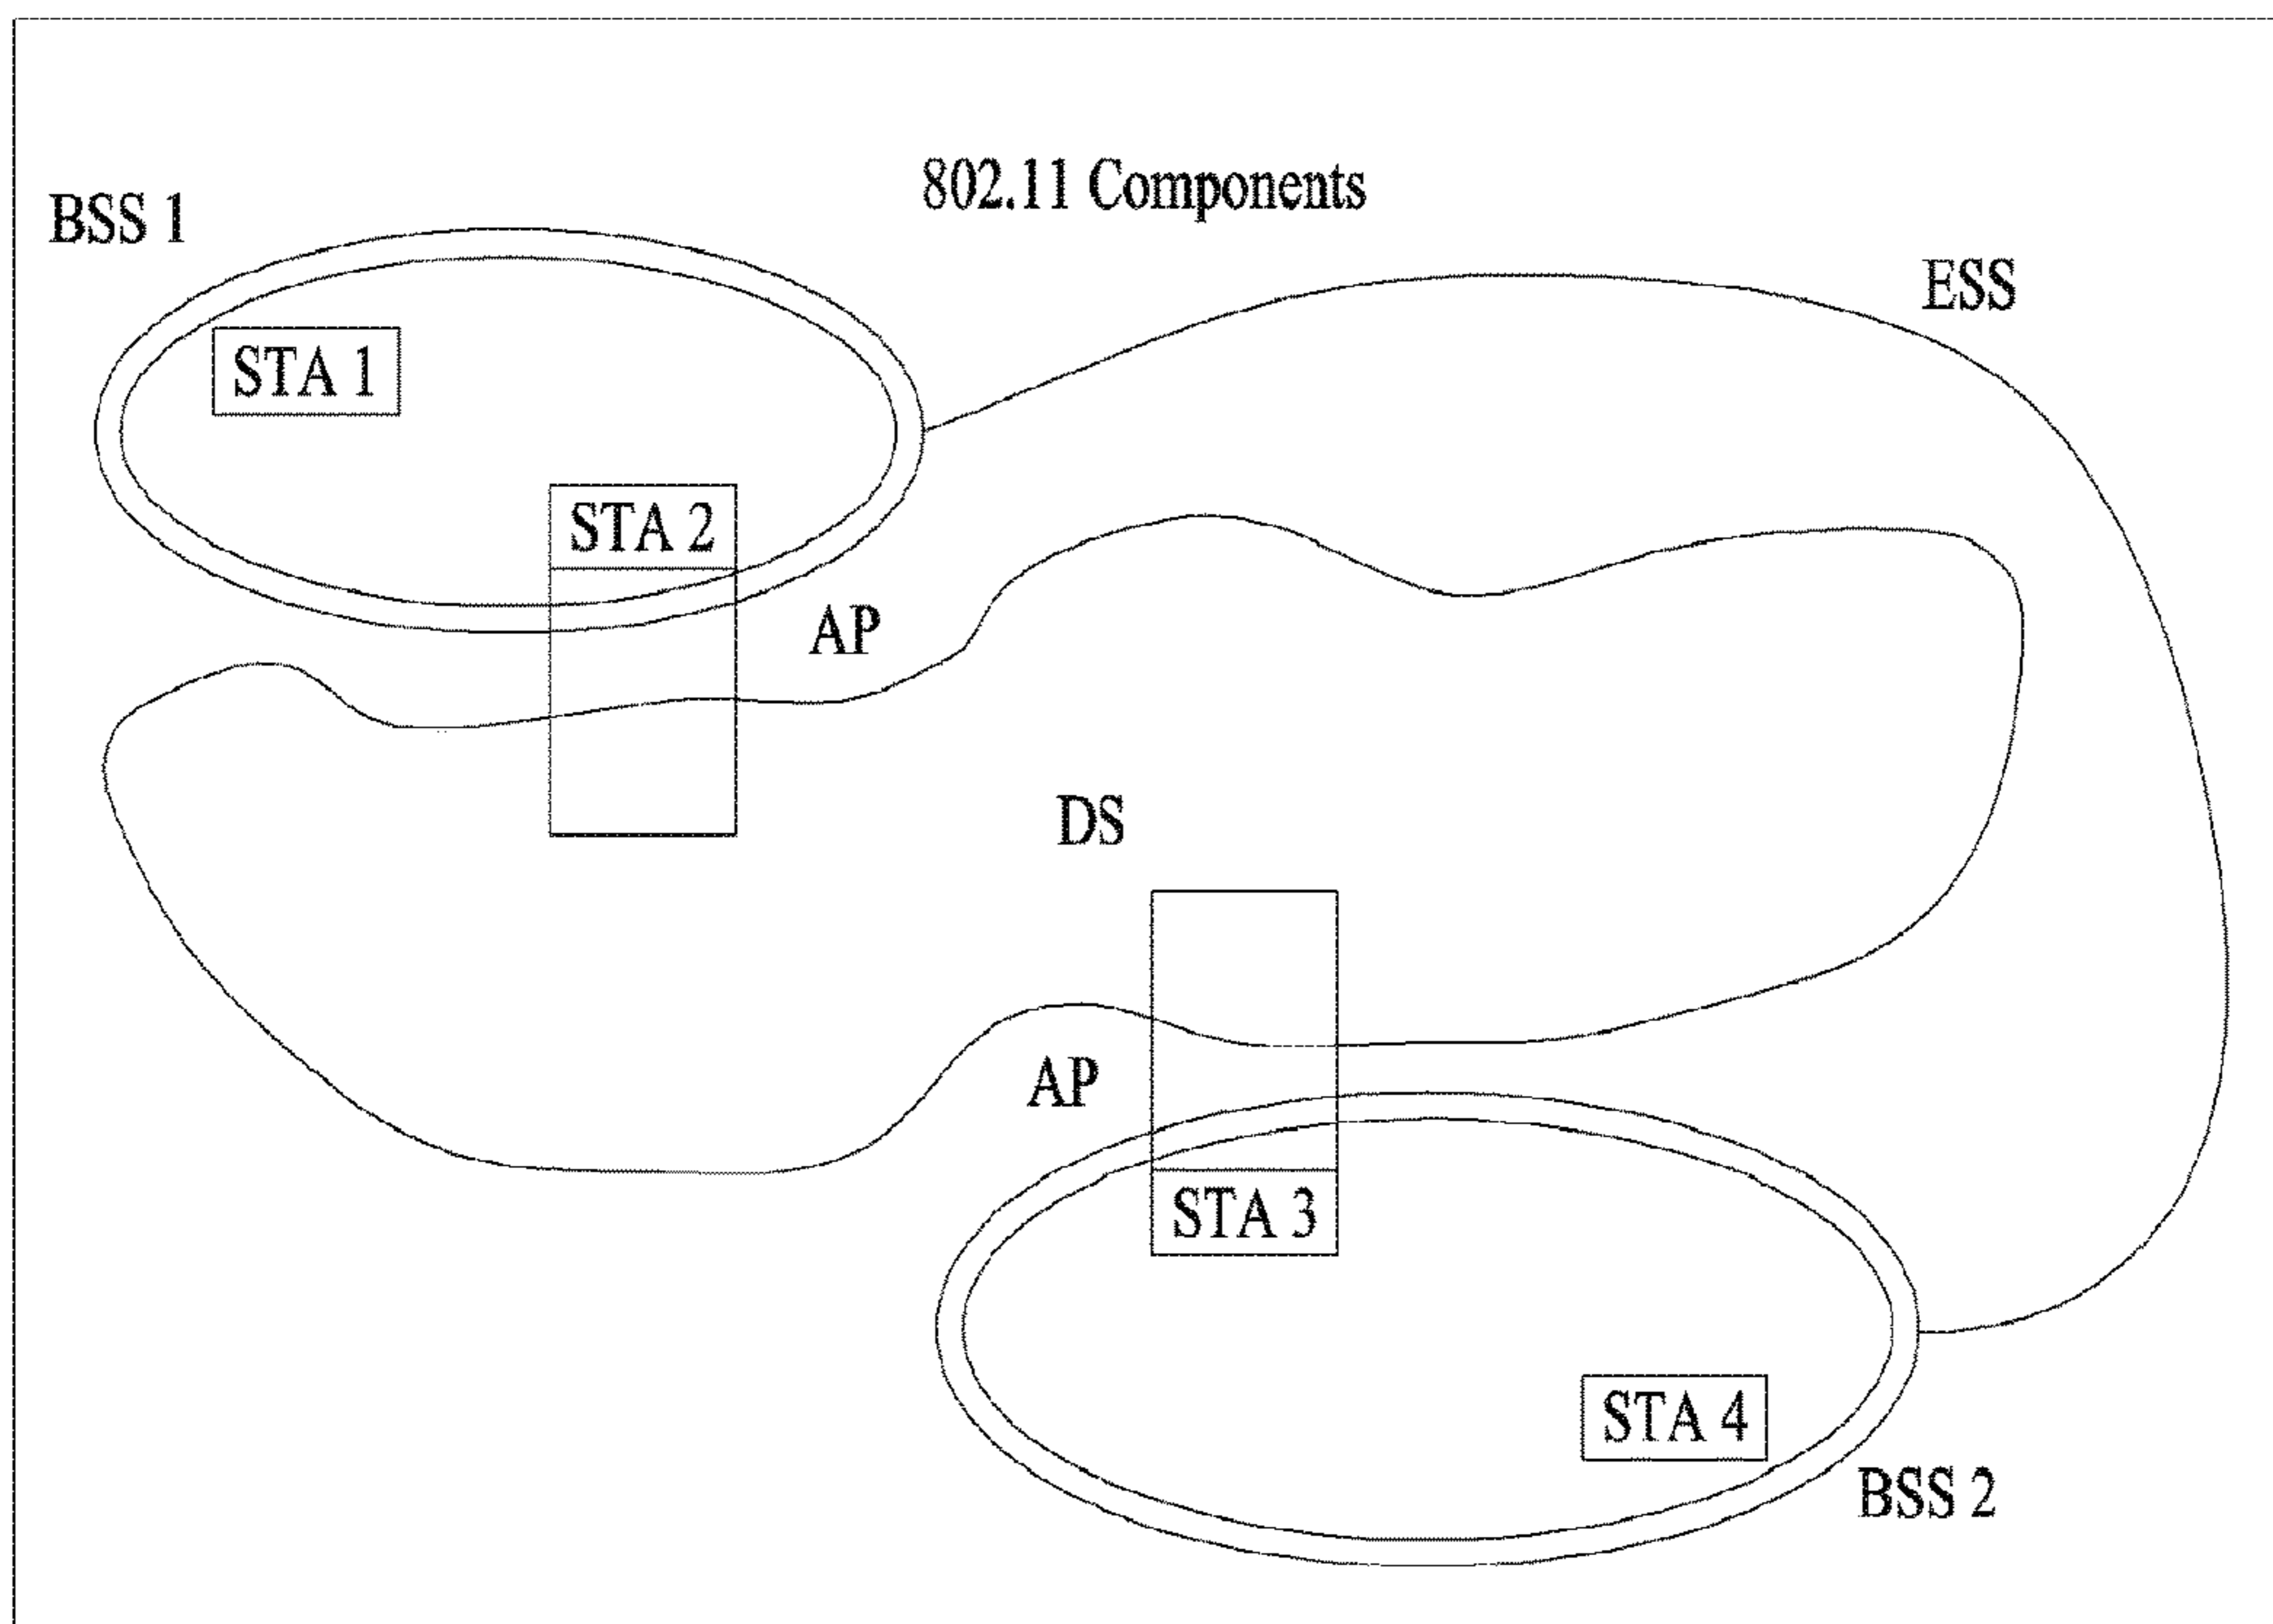 802.11 Components
BSS 1
ESS
STA 1
STA 2
AP
DS
AP
STA 3
STA 4
BSS 2